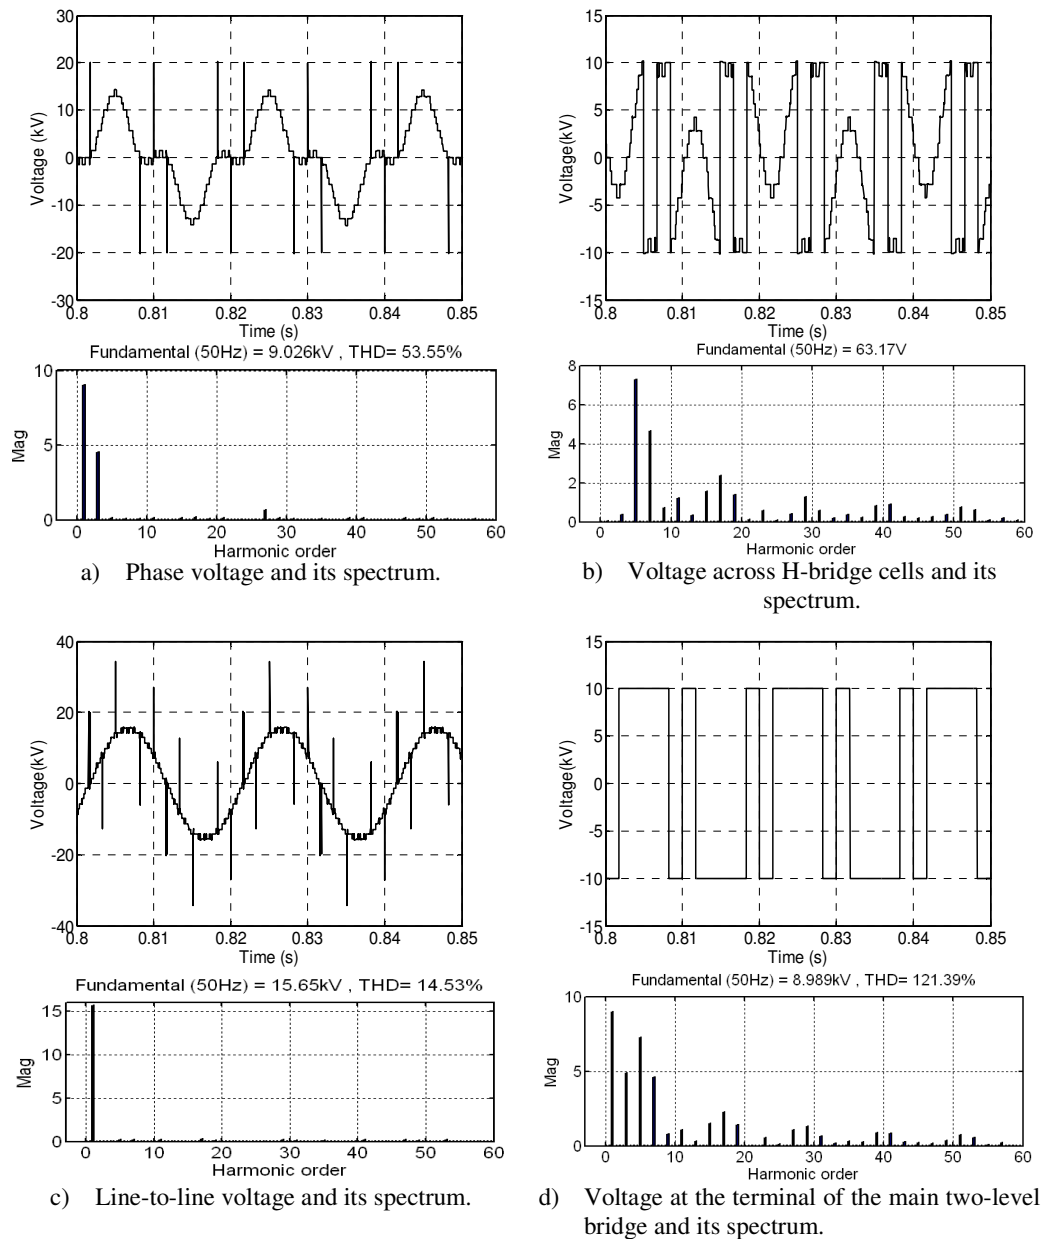 30
20
10
0
-10
-20
-30
Voltage (kV)
0.8 0.81 0.82 0.83 0.84 0.85
Time (s)
Fundamental (50Hz) = 9.026kV , THD= 53.55%
10
5
0
Mag
0 10 20 30 40 50 60
Harmonic order
a) Phase voltage and its spectrum.
15
10
5
0
-5
-10
-15
Voltage(kV)
0.8 0.81 0.82 0.83 0.84 0.85
Time (s)
Fundamental (50Hz) = 63.17V
8
6
4
2
0
Mag
0 10 20 30 40 50 60
Harmonic order
b) Voltage across H-bridge cells and its
spectrum.
40
20
0
-20
-40
Voltage(kV)
0.8 0.81 0.82 0.83 0.84 0.85
Time (s)
Fundamental (50Hz) = 15.65kV , THD= 14.53%
15
10
5
0
Mag
0 10 20 30 40 50 60
Harmonic order
c) Line-to-line voltage and its spectrum.
15
10
5
0
-5
-10
-15
Voltage(kV)
0.8 0.81 0.82 0.83 0.84 0.85
Time (s)
Fundamental (50Hz) = 8.989kV , THD= 121.39%
10
5
0
Mag
0 10 20 30 40 50 60
Harmonic order
d) Voltage at the terminal of the main two-level
bridge and its spectrum.